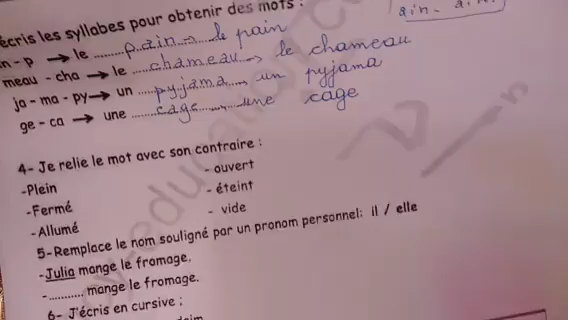 écris les syllabes pour obtenir des mots :
n - p → le ........pain...... le pain
meau - cha → le ......chameau...... le chameau
ja - ma - py → un ......pyjama...... un pyjama
ge - ca → une ......cage...... une cage
4- Je relie le mot avec son contraire :
-Plein - ouvert
-Fermé - éteint
-Allumé - vide
5-Remplace le nom souligné par un pronom personnel: il / elle
-Julia mange le fromage.
-........... mange le fromage.
6- J'écris en cursive :